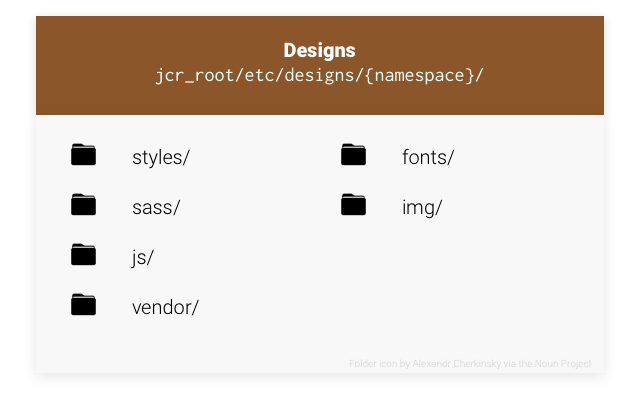 Designs
jcr_root/etc/designs/{namespace}/
styles/
sass/
js/
vendor/
fonts/
img/
Folder icon by Alexandr Cherkinsky via the Noun Project